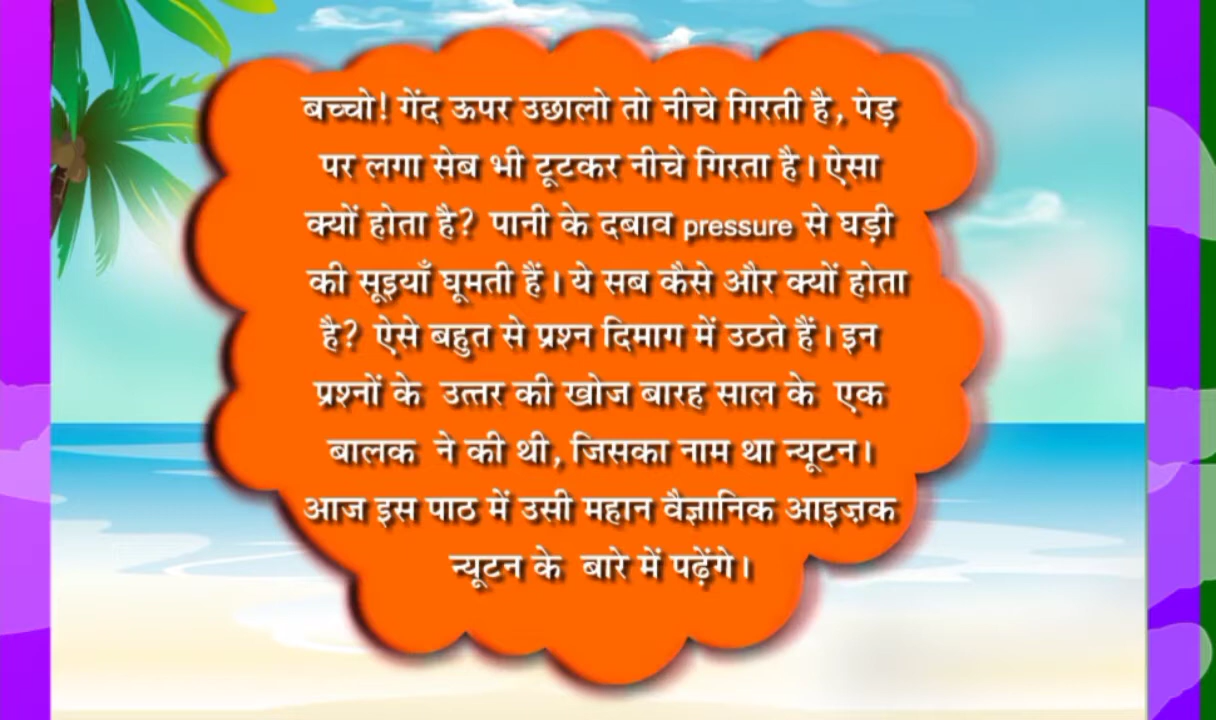 बच्चो! गेंद ऊपर उछालो तो नीचे गिरती है, पेड़
पर लगा सेब भी टूटकर नीचे गिरता है। ऐसा
क्यों होता है? पानी के दबाव pressure से घड़ी
की सूइयाँ घूमती हैं। ये सब कैसे और क्यों होता
है? ऐसे बहुत से प्रश्न दिमाग में उठते हैं। इन
प्रश्नों के उत्तर की खोज बारह साल के एक
बालक ने की थी, जिसका नाम था न्यूटन।
आज इस पाठ में उसी महान वैज्ञानिक आइज़क
न्यूटन के बारे में पढ़ेंगे।